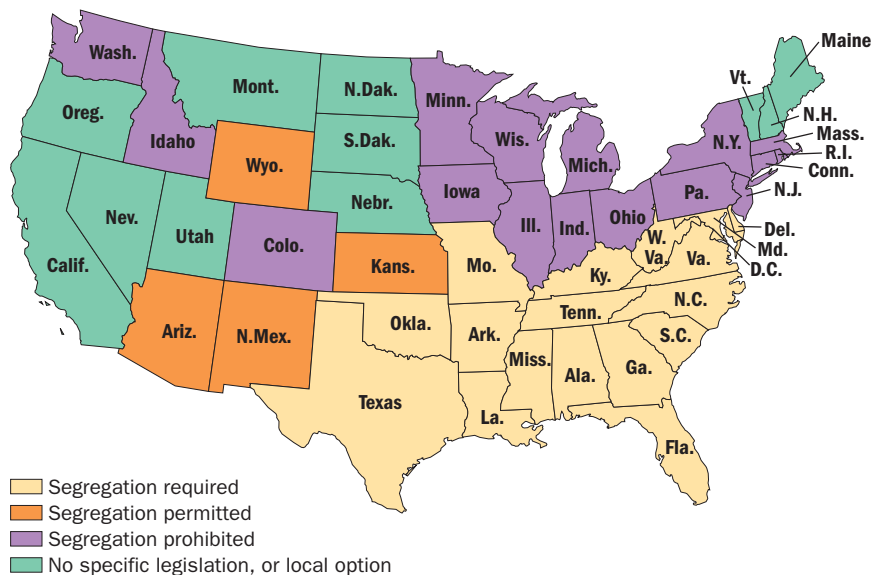 Wash.
Mont.
N.Dak.
Minn.
Vt.
Maine
Oreg.
Idaho
S.Dak.
Wis.
Mich.
N.Y.
N.H.
Mass.
R.I.
Conn.
Wyo.
Nebr.
Iowa
Pa.
N.J.
Nev.
Utah
Colo.
Ill.
Ind.
Ohio
Calif.
Kans.
Mo.
W.
Va.
Va.
Del.
Md.
D.C.
Ky.
Ariz.
N.Mex.
Okla.
Ark.
Tenn.
N.C.
S.C.
Texas
La.
Miss.
Ala.
Ga.
Fla.
Segregation required
Segregation permitted
Segregation prohibited
No specific legislation, or local option